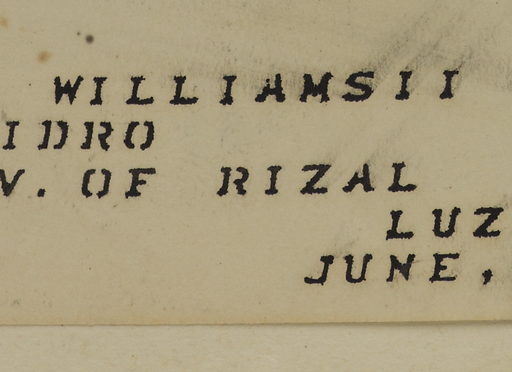 WILLIAMSII
IDRO
V. OF RIZAL
LUZ
JUNE,